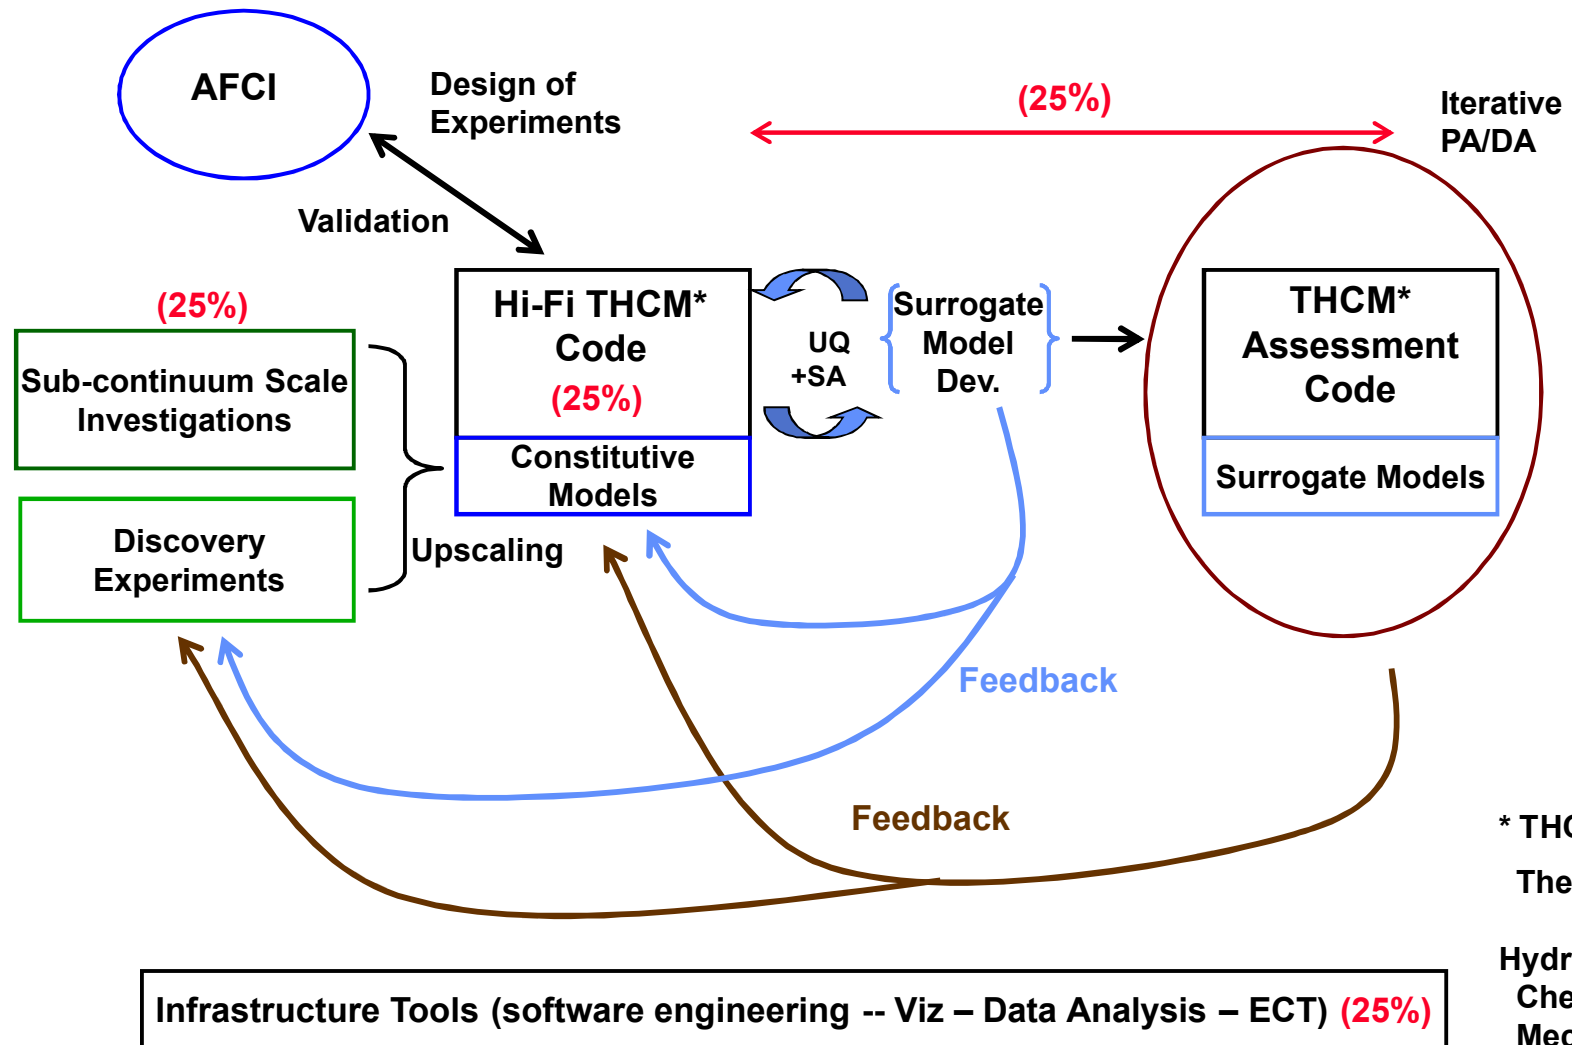 AFCI
Design of
Experiments
(25%)
Iterative
PA/DA
Validation
(25%)
Sub-continuum Scale
Investigations
Discovery
Experiments
Upscaling
Hi-Fi THCM*
Code
(25%)
Constitutive
Models
UQ
+SA
Surrogate
Model
Dev.
THCM*
Assessment
Code
Surrogate Models
Feedback
Feedback
Infrastructure Tools (software engineering -- Viz – Data Analysis – ECT) (25%)